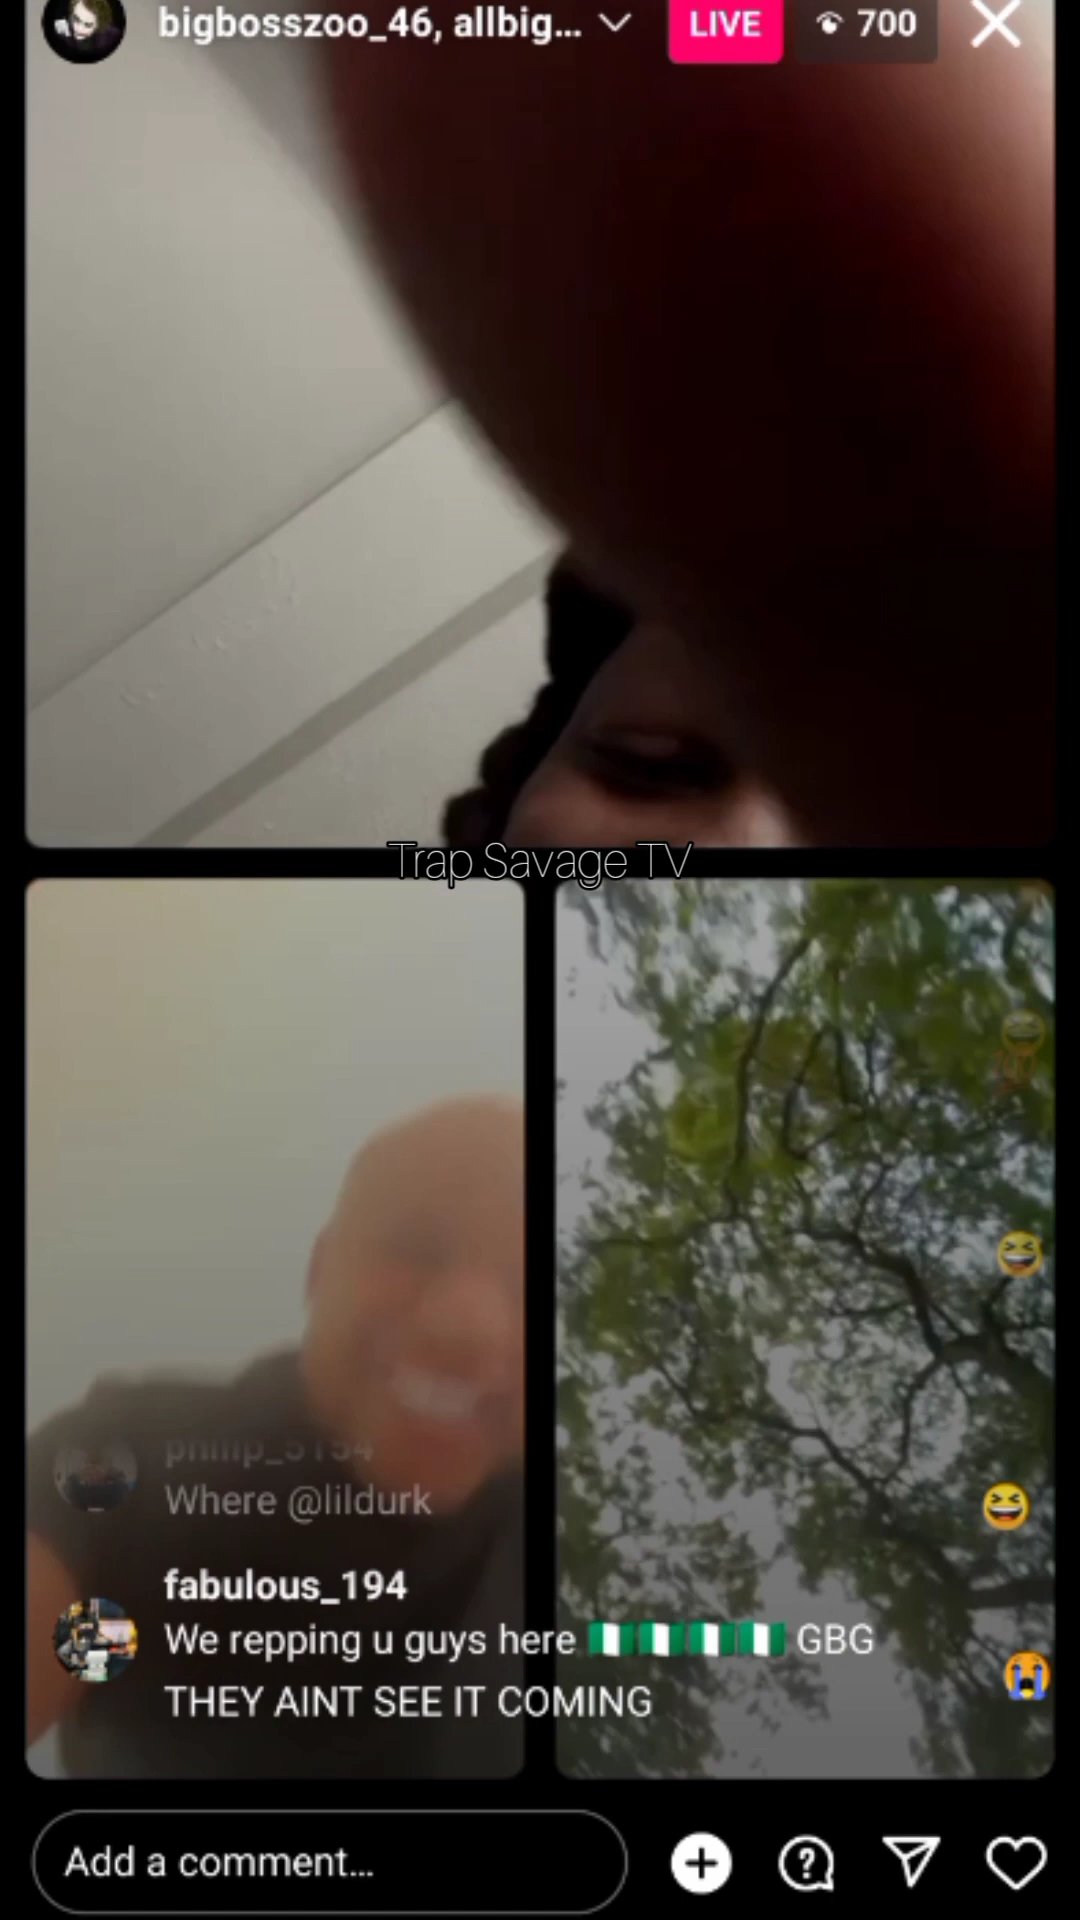 bigbosszoo_46, allbig...
LIVE
700
Trap Savage TV
philip_5154
Where @lildurk
fabulous_194
We repping u guys here 🇳🇬🇳🇬🇳🇬🇳🇬 GBG
THEY AINT SEE IT COMING
Add a comment...